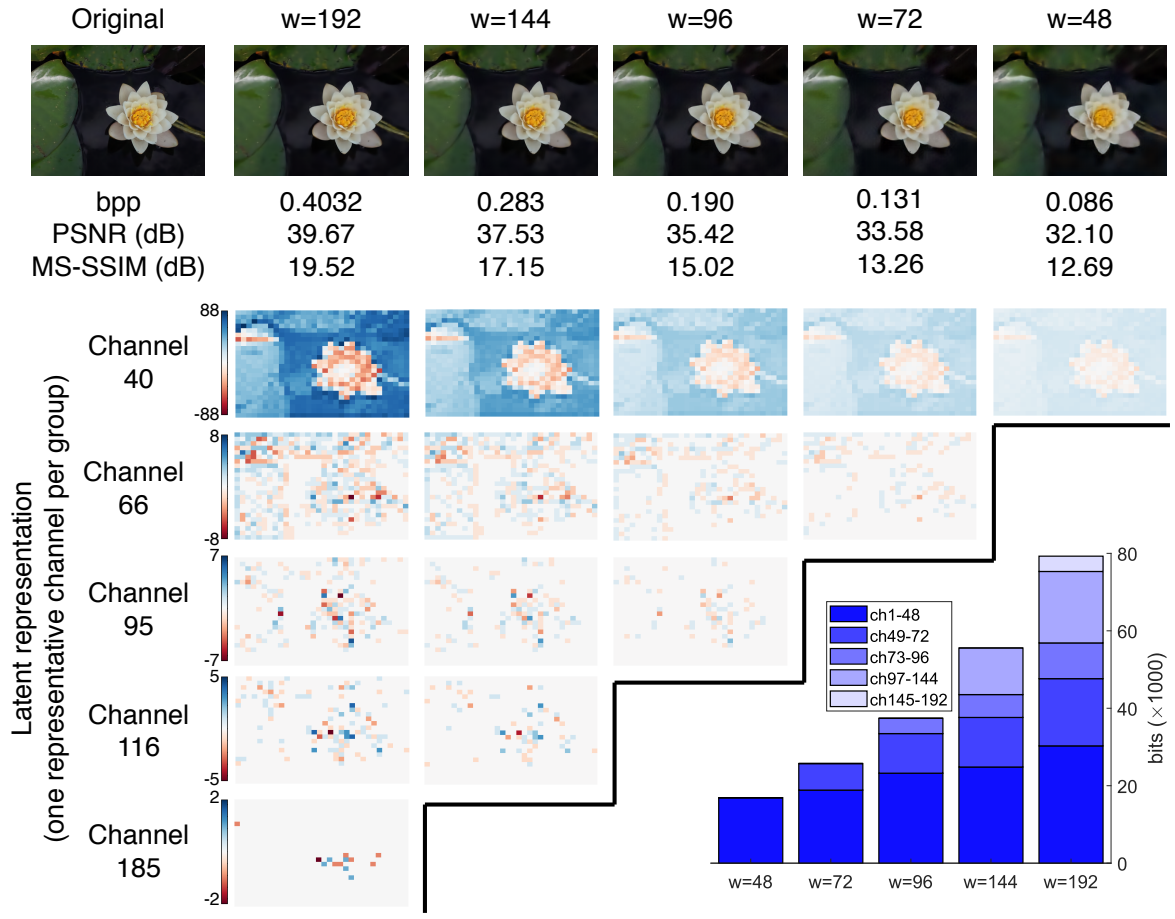 Original w=192 w=144 w=96 w=72 w=48
bpp 0.4032 0.283 0.190 0.131 0.086
PSNR (dB) 39.67 37.53 35.42 33.58 32.10
MS-SSIM (dB) 19.52 17.15 15.02 13.26 12.69
Latent representation
(one representative channel per group)
88
Channel
40
-88
8
Channel
66
-8
7
Channel
95
-7
5
Channel
116
-5
2
Channel
185
-2
ch1-48
ch49-72
ch73-96
ch97-144
ch145-192
80
60
40
20
0
bits (×1000)
w=48 w=72 w=96 w=144 w=192